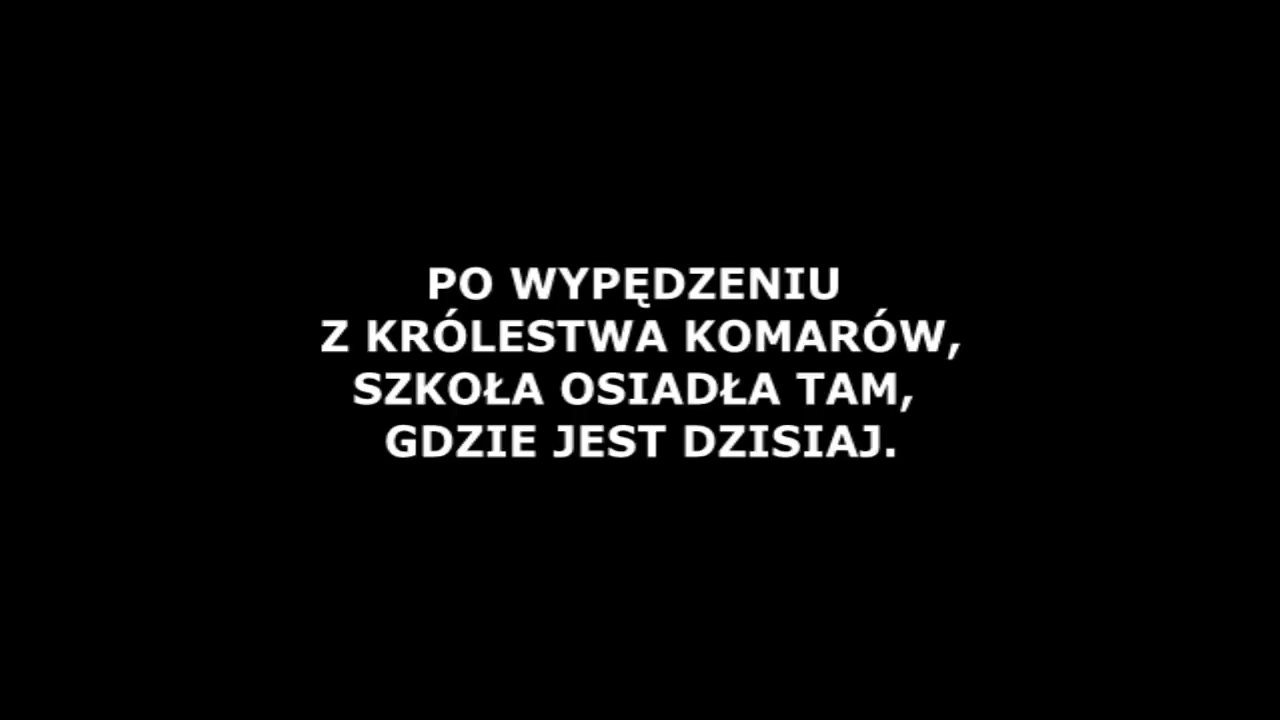 PO WYPĘDZENIU
Z KRÓLESTWA KOMARÓW,
SZKOŁA OSIADŁA TAM,
GDZIE JEST DZISIAJ.